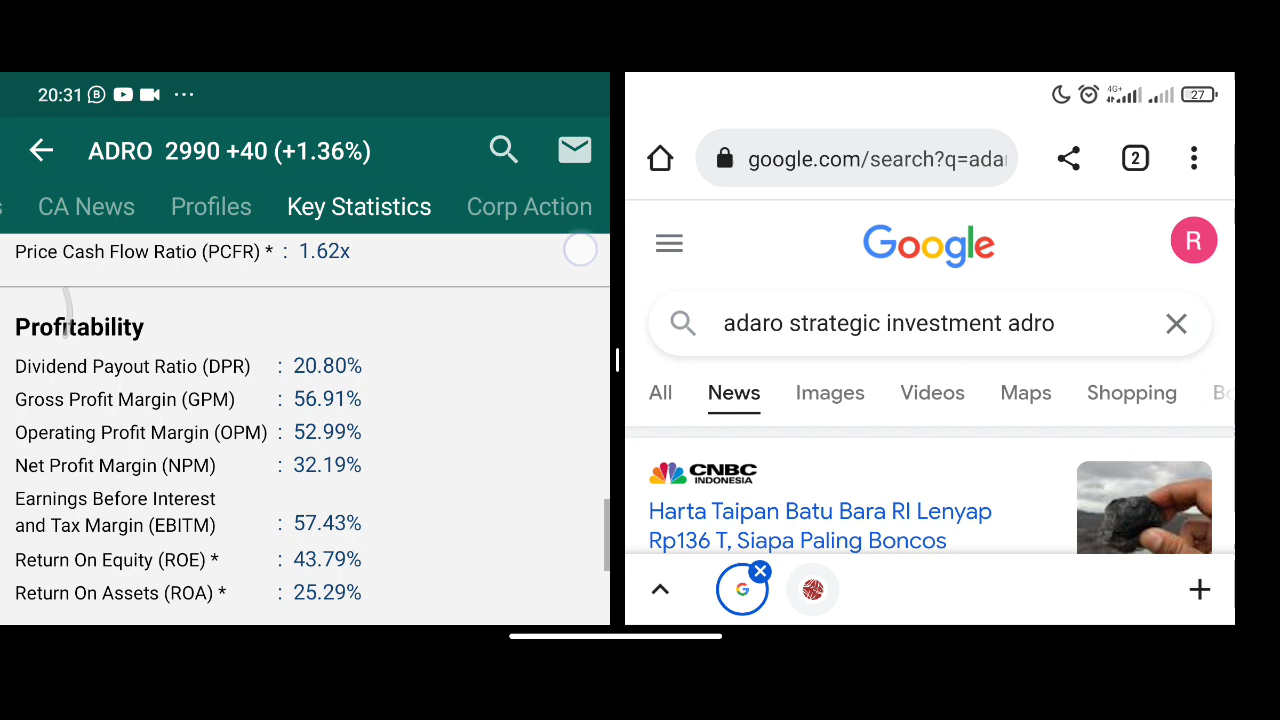 20:31
ADRO 2990 +40 (+1.36%)
CA News Profiles Key Statistics Corp Action
Price Cash Flow Ratio (PCFR) * : 1.62x
Profitability
Dividend Payout Ratio (DPR) : 20.80%
Gross Profit Margin (GPM) : 56.91%
Operating Profit Margin (OPM) : 52.99%
Net Profit Margin (NPM) : 32.19%
Earnings Before Interest
and Tax Margin (EBITM) : 57.43%
Return On Equity (ROE) * : 43.79%
Return On Assets (ROA) * : 25.29%
4G+ 27
google.com/search?q=ada
2
Google
R
adaro strategic investment adro
All News Images Videos Maps Shopping
CNBC
INDONESIA
Harta Taipan Batu Bara RI Lenyap
Rp136 T, Siapa Paling Boncos